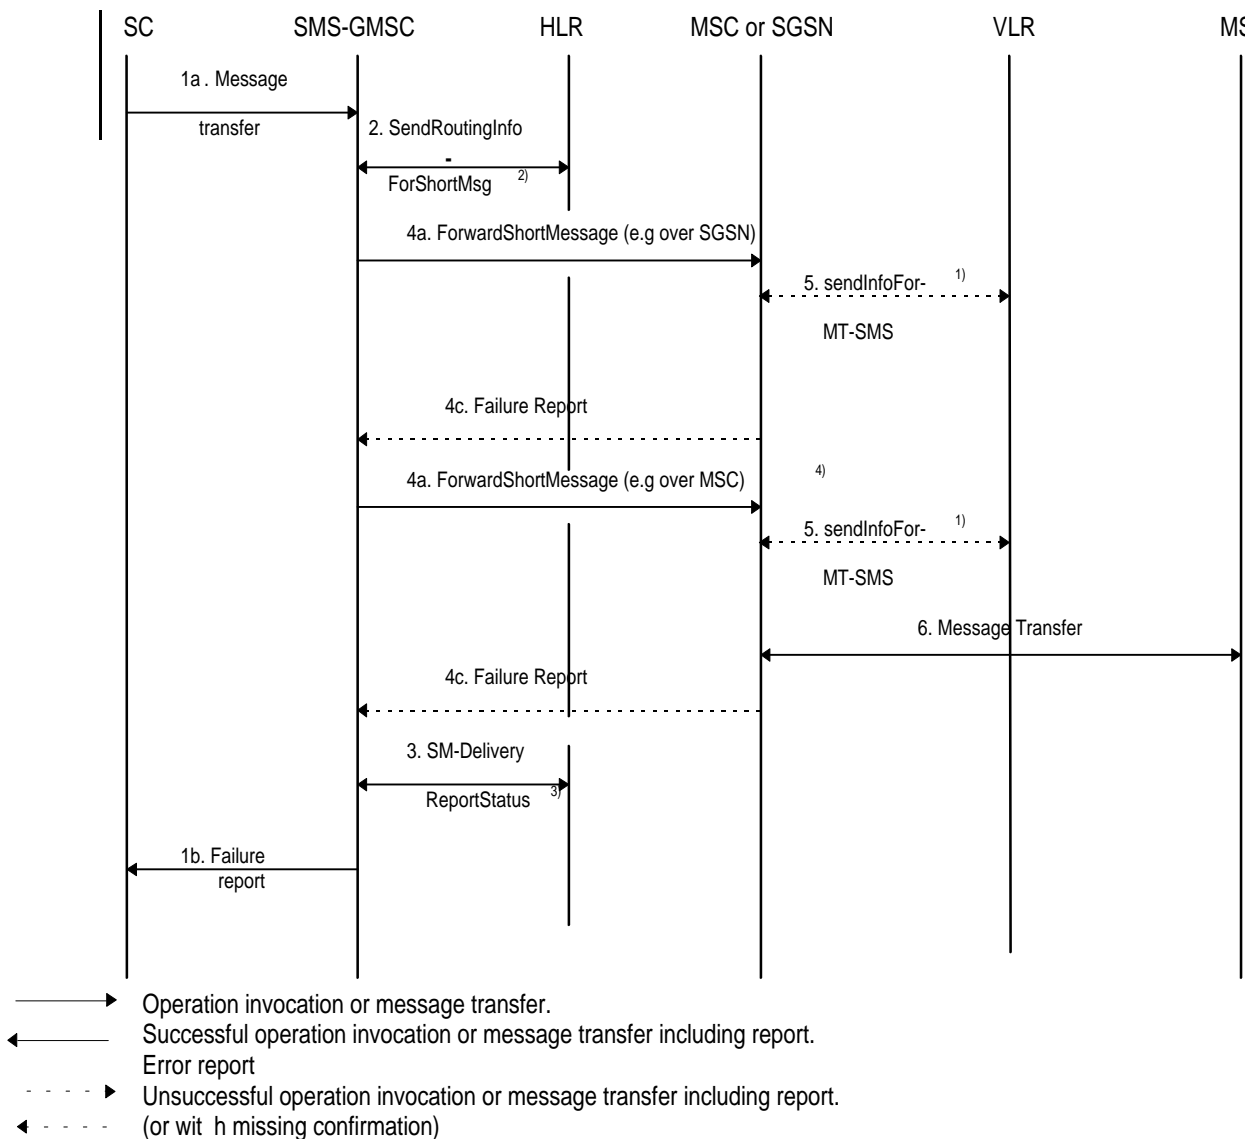 SC SMS-GMSC HLR MSC or SGSN VLR MS
1a . Message
transfer
2. SendRoutingInfo
-
ForShortMsg 2)
4a. ForwardShortMessage (e.g over SGSN)
5. sendInfoFor- 1)
MT-SMS
4c. Failure Report
4a. ForwardShortMessage (e.g over MSC) 4)
5. sendInfoFor- 1)
MT-SMS
6. Message Transfer
4c. Failure Report
3. SM-Delivery
ReportStatus 3)
1b. Failure
report
Operation invocation or message transfer.
Successful operation invocation or message transfer including report.
Error report
Unsuccessful operation invocation or message transfer including report.
(or wit h missing confirmation)